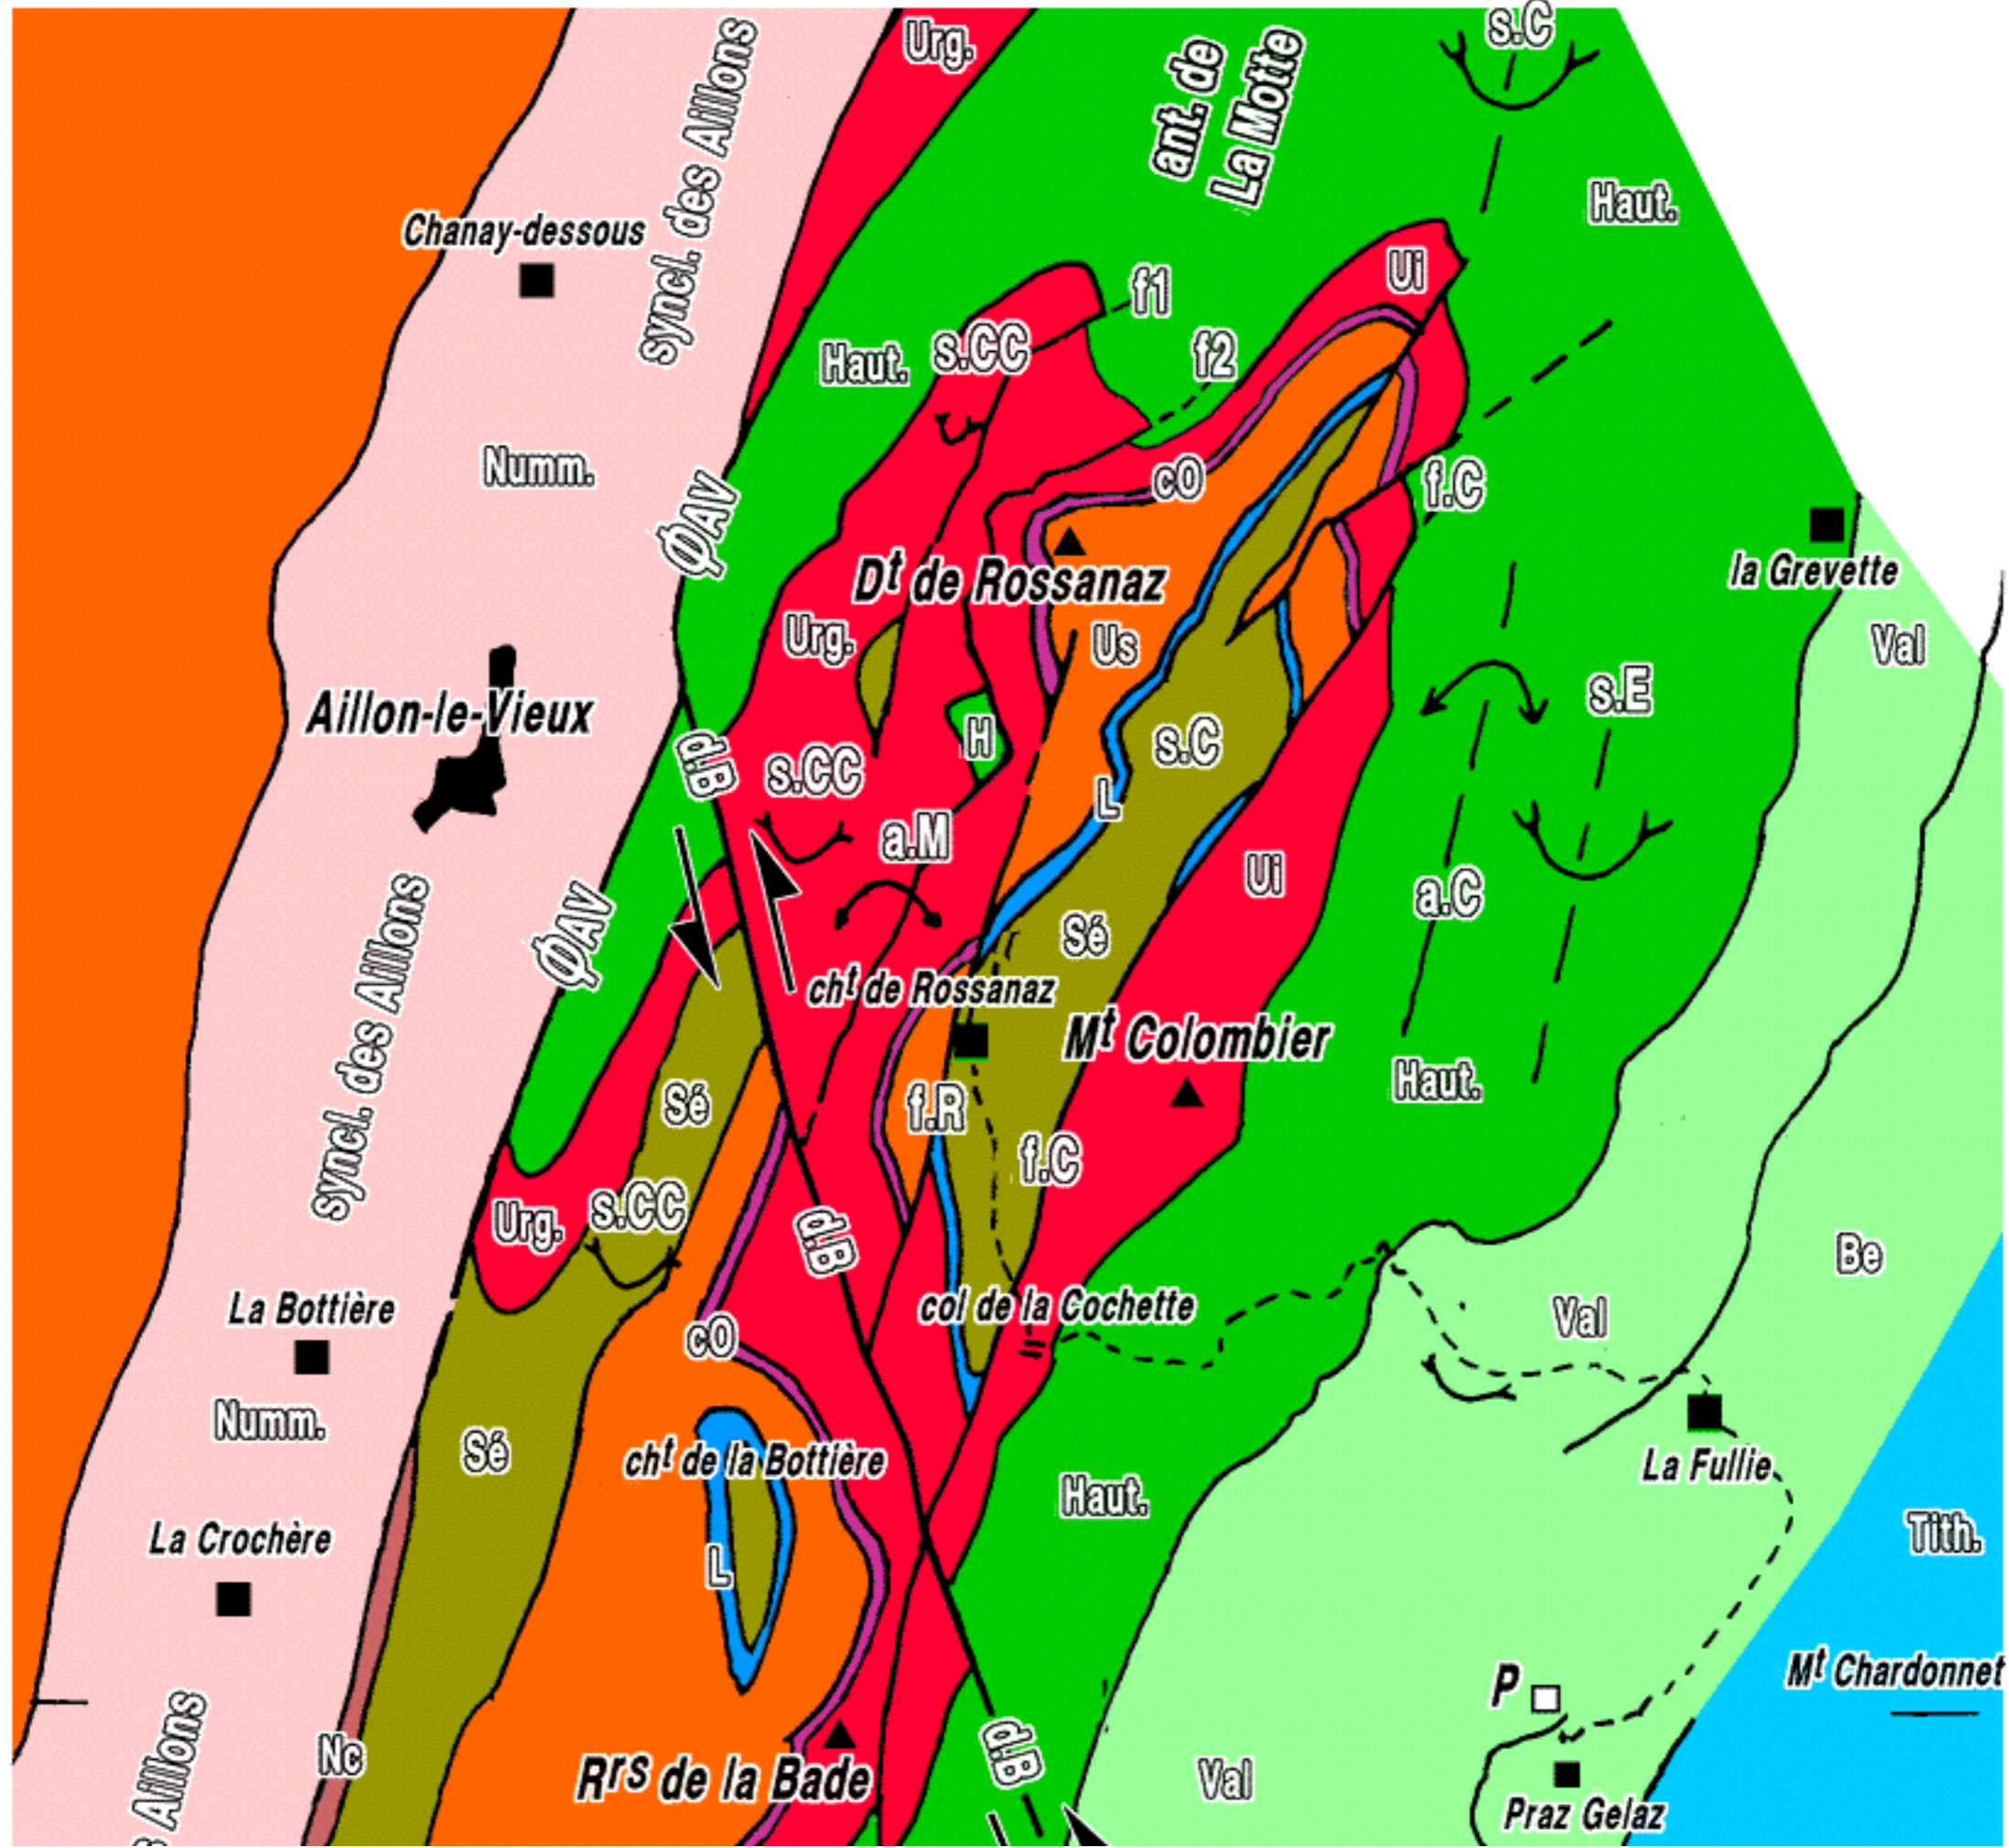 s.C
Urg.
ant. de
La Motte
syncl. des Aillons
Haut.
Chanay-dessous
Ui
f1
s.CC
Haut.
f2
Numm.
cO
f.C
ϕAV
la Grevette
Dt de Rossanaz
Urg.
Us
Val
s.E
Aillon-le-Vieux
H
s.C
d.B
s.CC
L
a.M
Ui
a.C
ϕAV
Sé
cht de Rossanaz
syncl. des Aillons
Mt Colombier
Haut.
Sé
f.R
f.C
s.CC
Urg.
d.B
Be
La Bottière
col de la Cochette
Val
cO
Numm.
Sé
cht de la Bottière
La Fullie
Haut.
La Crochère
L
Tith.
Mt Chardonnet
P
Nc
d.B
Rrs de la Bade
Val
s Aillons
Praz Gelaz